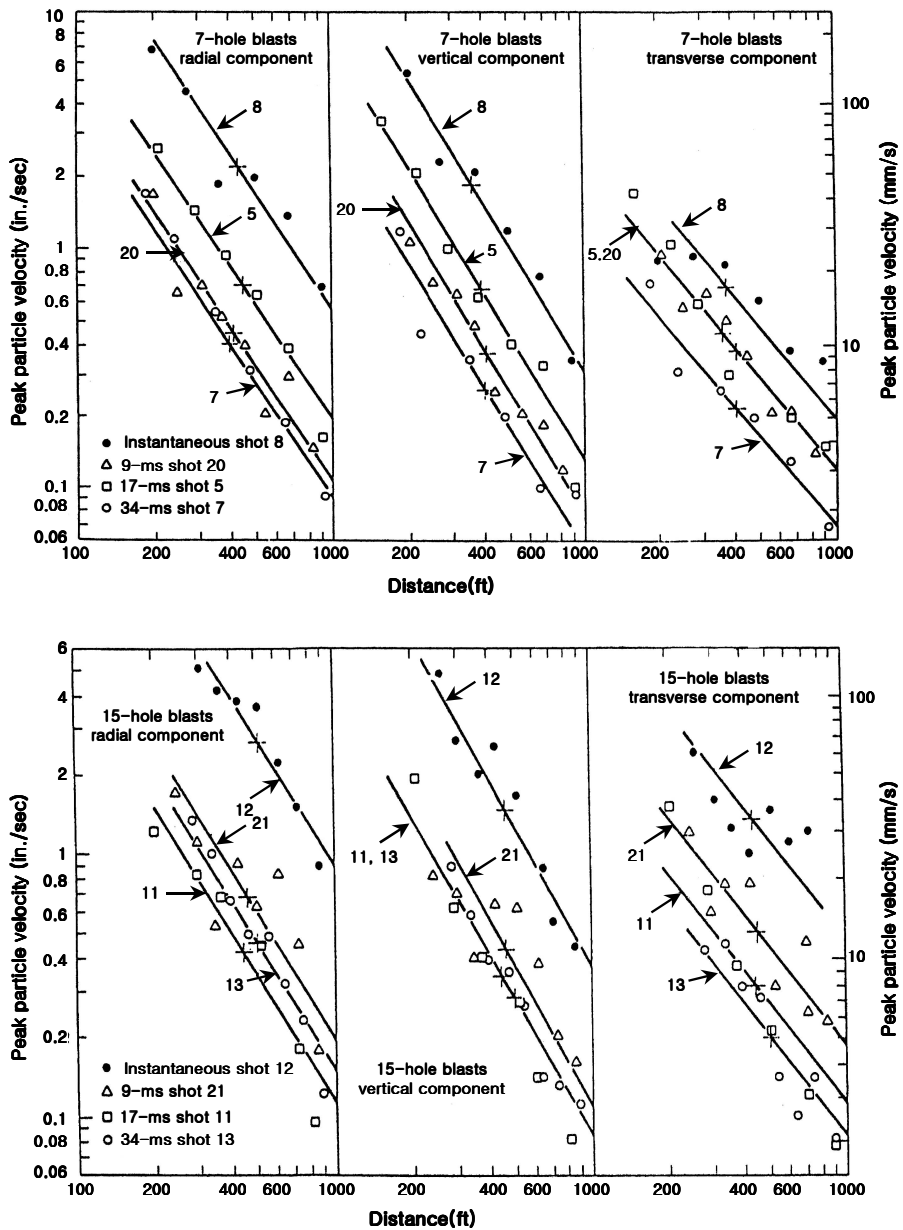 10
8
6
4
2
1
0.8
0.6
0.4
0.2
0.1
0.08
0.06
Peak particle velocity (in./sec)
7-hole blasts
radial component
8
5
20
7
Instantaneous shot 8
9-ms shot 20
17-ms shot 5
34-ms shot 7
7-hole blasts
vertical component
8
20
5
7
7-hole blasts
transverse component
8
5,20
7
100
10
Peak particle velocity (mm/s)
100
200
400
600
1000
200
400
600
1000
200
400
600
1000
Distance(ft)
6
4
2
1
0.8
0.6
0.4
0.2
0.1
0.08
0.06
Peak particle velocity (in./sec)
15-hole blasts
radial component
12
21
11
13
Instantaneous shot 12
9-ms shot 21
17-ms shot 11
34-ms shot 13
12
11, 13
21
15-hole blasts
vertical component
15-hole blasts
transverse component
12
21
11
13
100
10
Peak particle velocity (mm/s)
100
200
400
600
1000
200
400
600
1000
200
400
600
1000
Distance(ft)